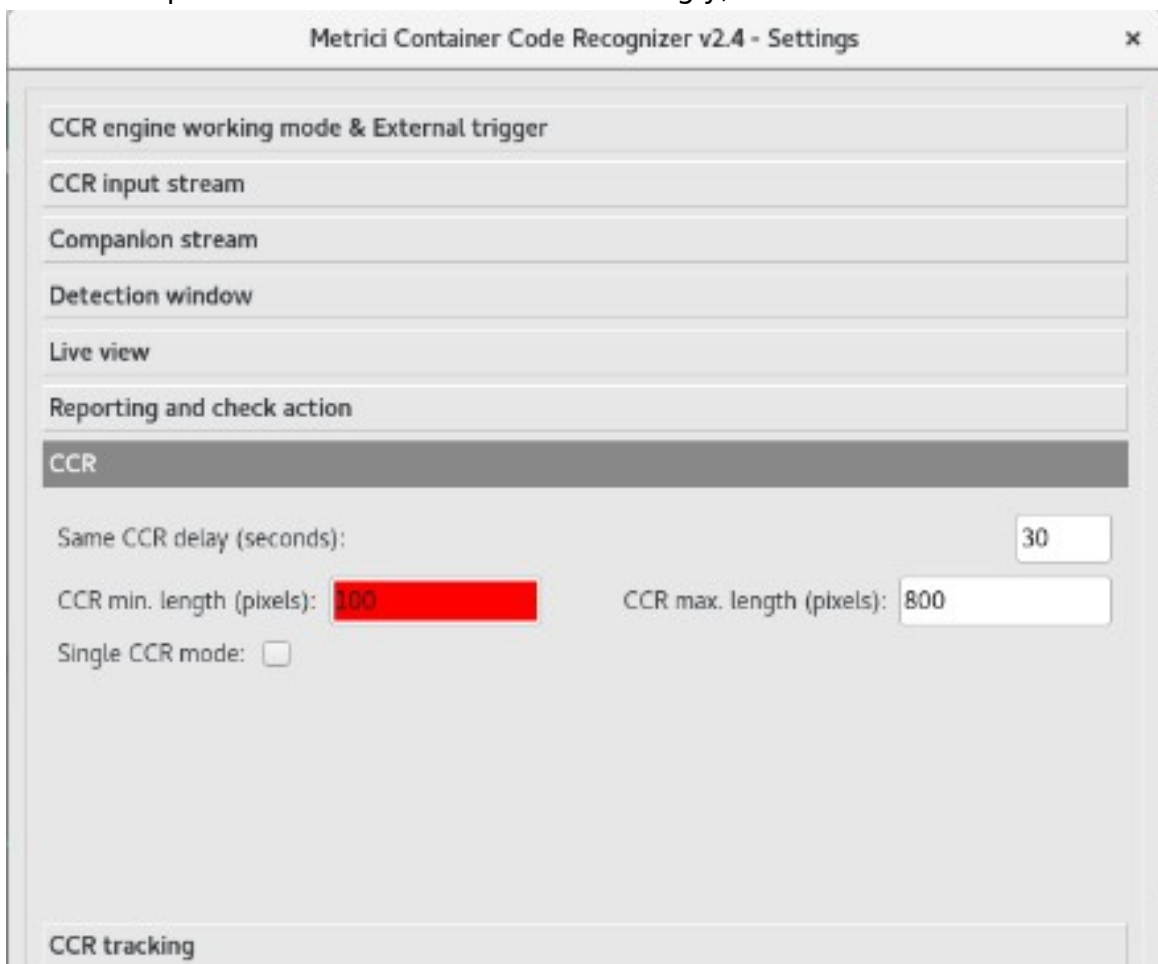 Metrici Container Code Recognizer v2.4 - Settings ×
CCR engine working mode & External trigger
CCR input stream
Companion stream
Detection window
Live view
Reporting and check action
CCR
Same CCR delay (seconds): 30
CCR min. length (pixels): 100 CCR max. length (pixels): 800
Single CCR mode:
CCR tracking